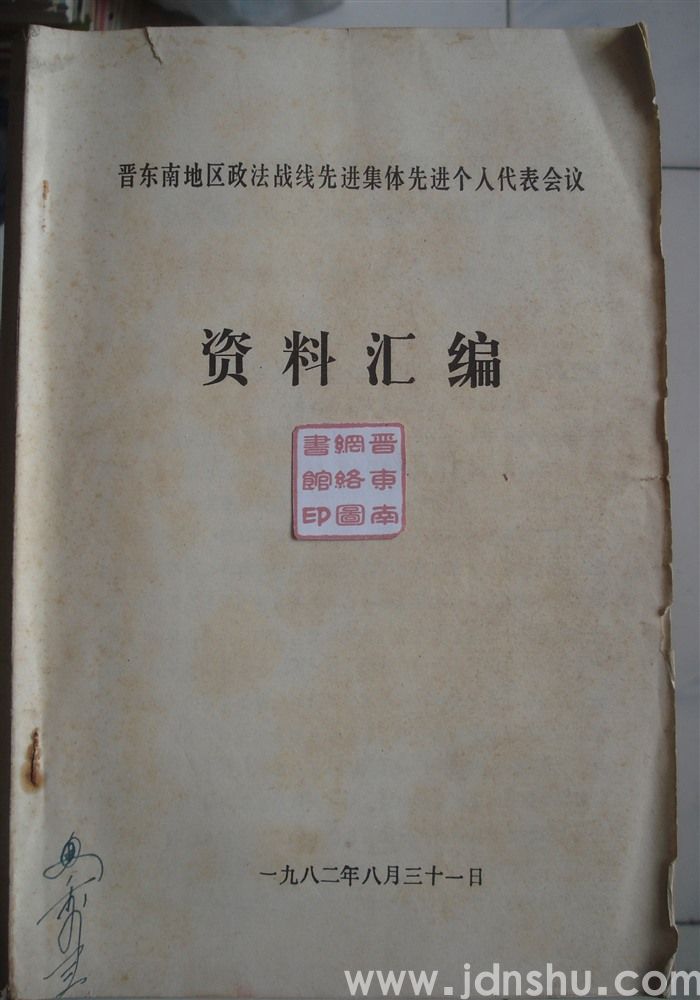 晋东南地区政法战线先进集体先进个人代表会议
资料汇编
晋東南
網絡圖
書館印
一九八二年八月三十一日
www.jdnshu.com